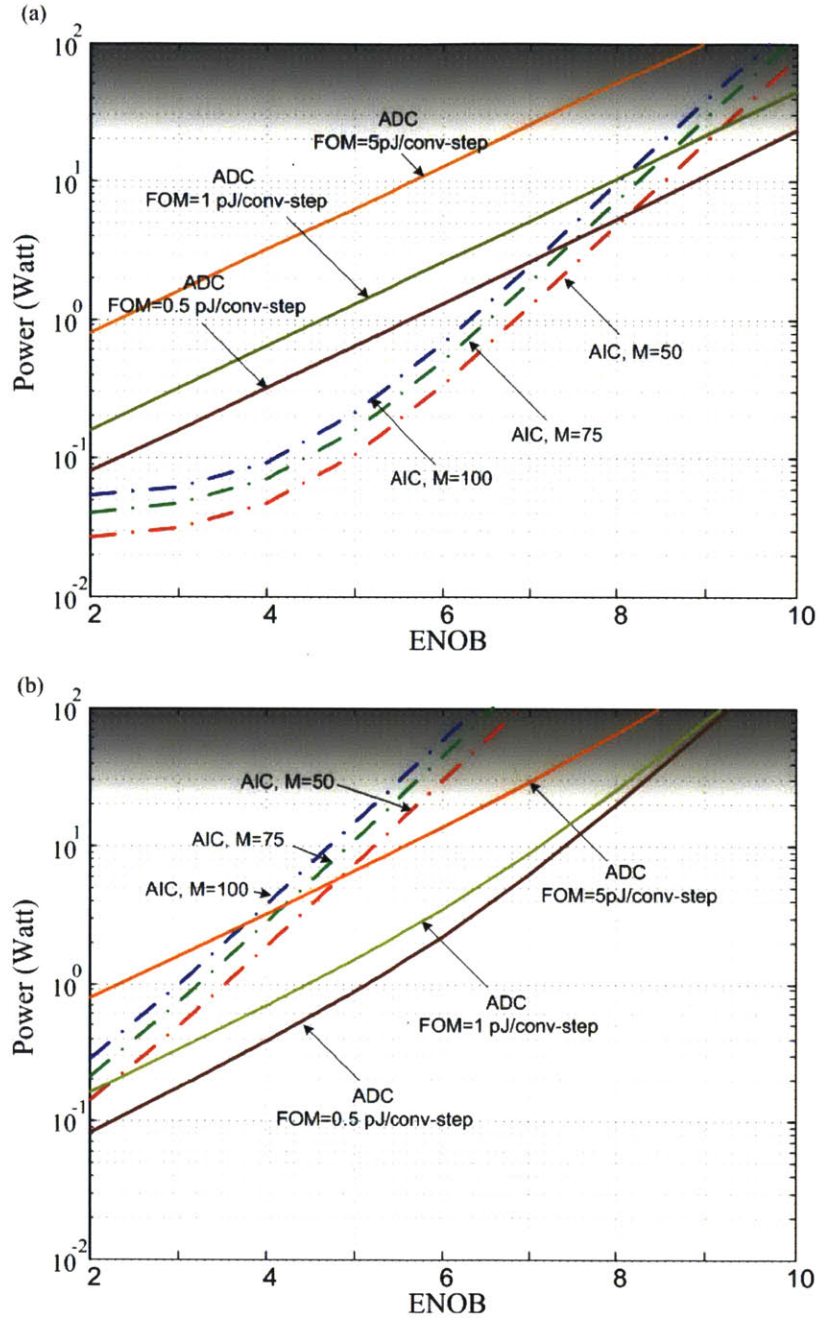 (a)
10^2
10^1
10^0
10^-1
10^-2
Power (Watt)
ADC
FOM=5pJ/conv-step
ADC
FOM=1 pJ/conv-step
ADC
FOM=0.5 pJ/conv-step
AIC, M=50
AIC, M=75
AIC, M=100
2 4 6 8 10
ENOB
(b)
10^2
10^1
10^0
10^-1
10^-2
Power (Watt)
AIC, M=50
AIC, M=75
AIC, M=100
ADC
FOM=5pJ/conv-step
ADC
FOM=1 pJ/conv-step
ADC
FOM=0.5 pJ/conv-step
2 4 6 8 10
ENOB